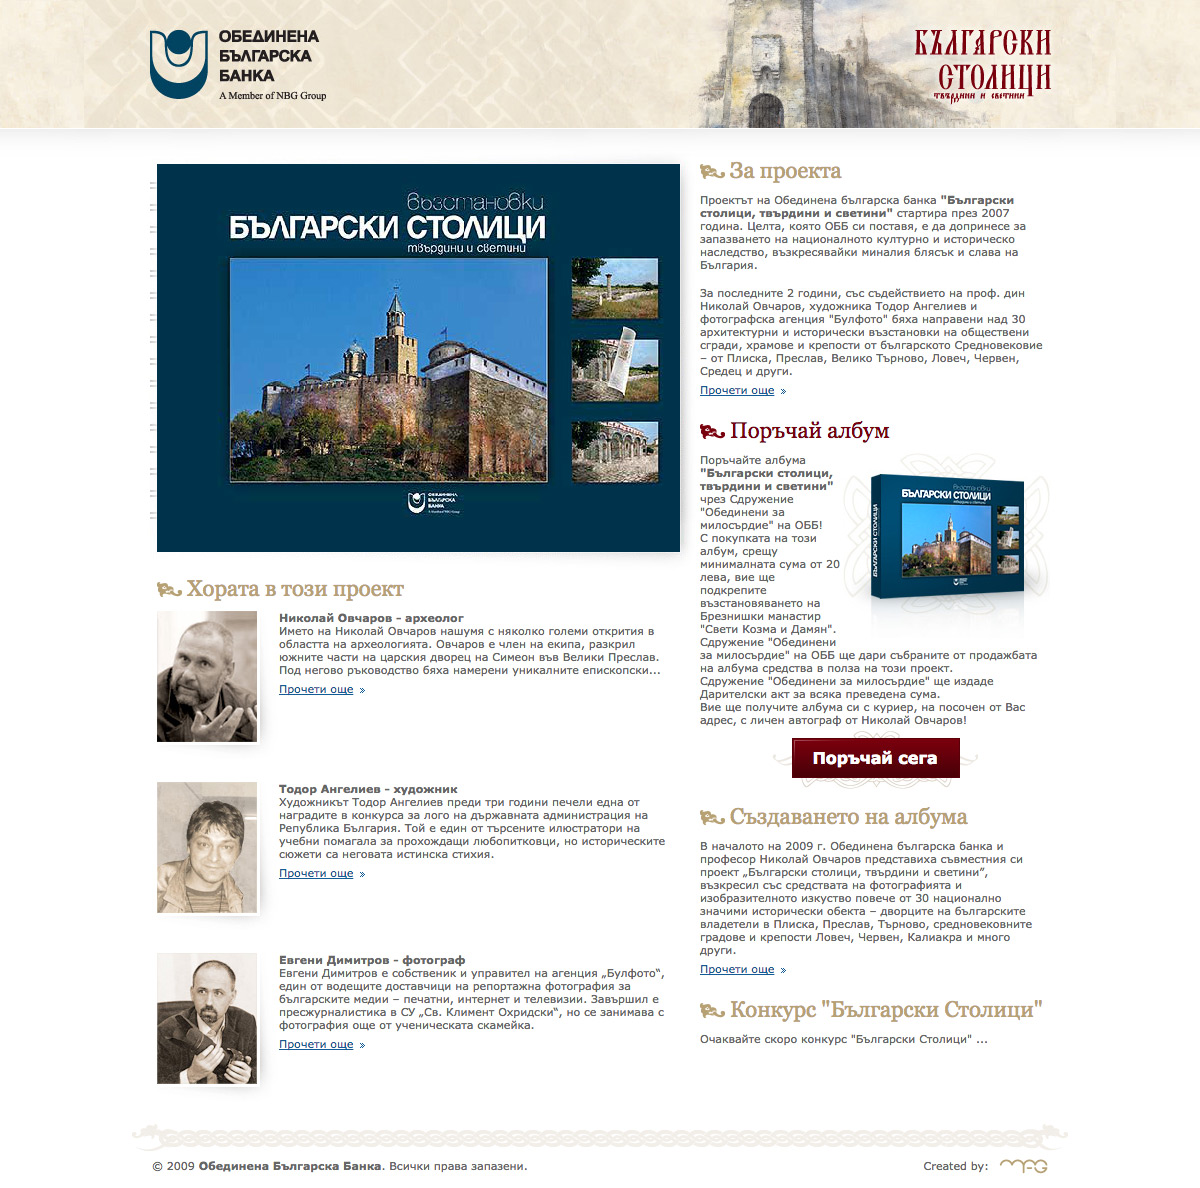 ОБЕДИНЕНА
БЪЛГАРСКА
БАНКА
A Member of NBG Group
БЪЛГАРСКИ
СТОЛИЦИ
твърдини и светини
възстановки
БЪЛГАРСКИ СТОЛИЦИ
твърдини и светини
ОБЕДИНЕНА
БЪЛГАРСКА
БАНКА
Хората в този проект
Николай Овчаров - археолог
Името на Николай Овчаров нашумя с няколко големи открития в
областта на археологията. Овчаров е член на екипа, разкрил
южните части на царския дворец на Симеон във Велики Преслав.
Под негово ръководство бяха намерени уникалните епископски...
Прочети още »
Тодор Ангелиев - художник
Художникът Тодор Ангелиев преди три години печели една от
наградите в конкурса за лого на държавната администрация на
Република България. Той е един от търсените илюстратори на
учебни помагала за прохождащи любопитковци, но историческите
сюжети са неговата истинска стихия.
Прочети още »
Евгени Димитров - фотограф
Евгени Димитров е собственик и управител на агенция „Булфото“,
един от водещите доставчици на репортажна фотография за
българските медии – печатни, интернет и телевизии. Завършил е
пресжурналистика в СУ „Св. Климент Охридски“, но се занимава с
фотография още от ученическата скамейка.
Прочети още »
За проекта
Проектът на Обединена българска банка "Български
столици, твърдини и светини" стартира през 2007
година. Целта, която ОББ си поставя, е да допринесе за
запазването на националното културно и историческо
наследство, възкресявайки миналия блясък и слава на
България.
За последните 2 години, със съдействието на проф. дин
Николай Овчаров, художника Тодор Ангелиев и
фотографска агенция "Булфото" бяха направени над 30
архитектурни и исторически възстановки на обществени
сгради, храмове и крепости от българското Средновековие
– от Плиска, Преслав, Велико Търново, Ловеч, Червен,
Средец и други.
Прочети още »
Поръчай албум
Поръчайте албума
"Български столици,
твърдини и светини"
чрез Сдружение
"Обединени за
милосърдие" на ОББ!
С покупката на този
албум, срещу
минималната сума от 20
лева, вие ще
подкрепите
възстановяването на
Брезнишки манастир
"Свети Козма и Дамян".
Сдружение "Обединени
за милосърдие" на ОББ ще дари събраните от продажбата
на албума средства в полза на този проект.
Сдружение "Обединени за милосърдие" ще издаде
Дарителски акт за всяка преведена сума.
Вие ще получите албума си с куриер, на посочен от Вас
адрес, с личен автограф от Николай Овчаров!
възстановки
БЪЛГАРСКИ СТОЛИЦИ
твърдини и светини
БЪЛГАРСКИ СТОЛИЦИ
Поръчай сега
Създаването на албума
В началото на 2009 г. Обединена българска банка и
професор Николай Овчаров представиха съвместния си
проект „Български столици, твърдини и светини”,
възкресил със средствата на фотографията и
изобразителното изкуство повече от 30 национално
значими исторически обекта – дворците на българските
владетели в Плиска, Преслав, Търново, средновековните
градове и крепости Ловеч, Червен, Калиакра и много
други.
Прочети още »
Конкурс "Български Столици"
Очаквайте скоро конкурс "Български Столици" ...
© 2009 Обединена Българска Банка. Всички права запазени.
Created by: